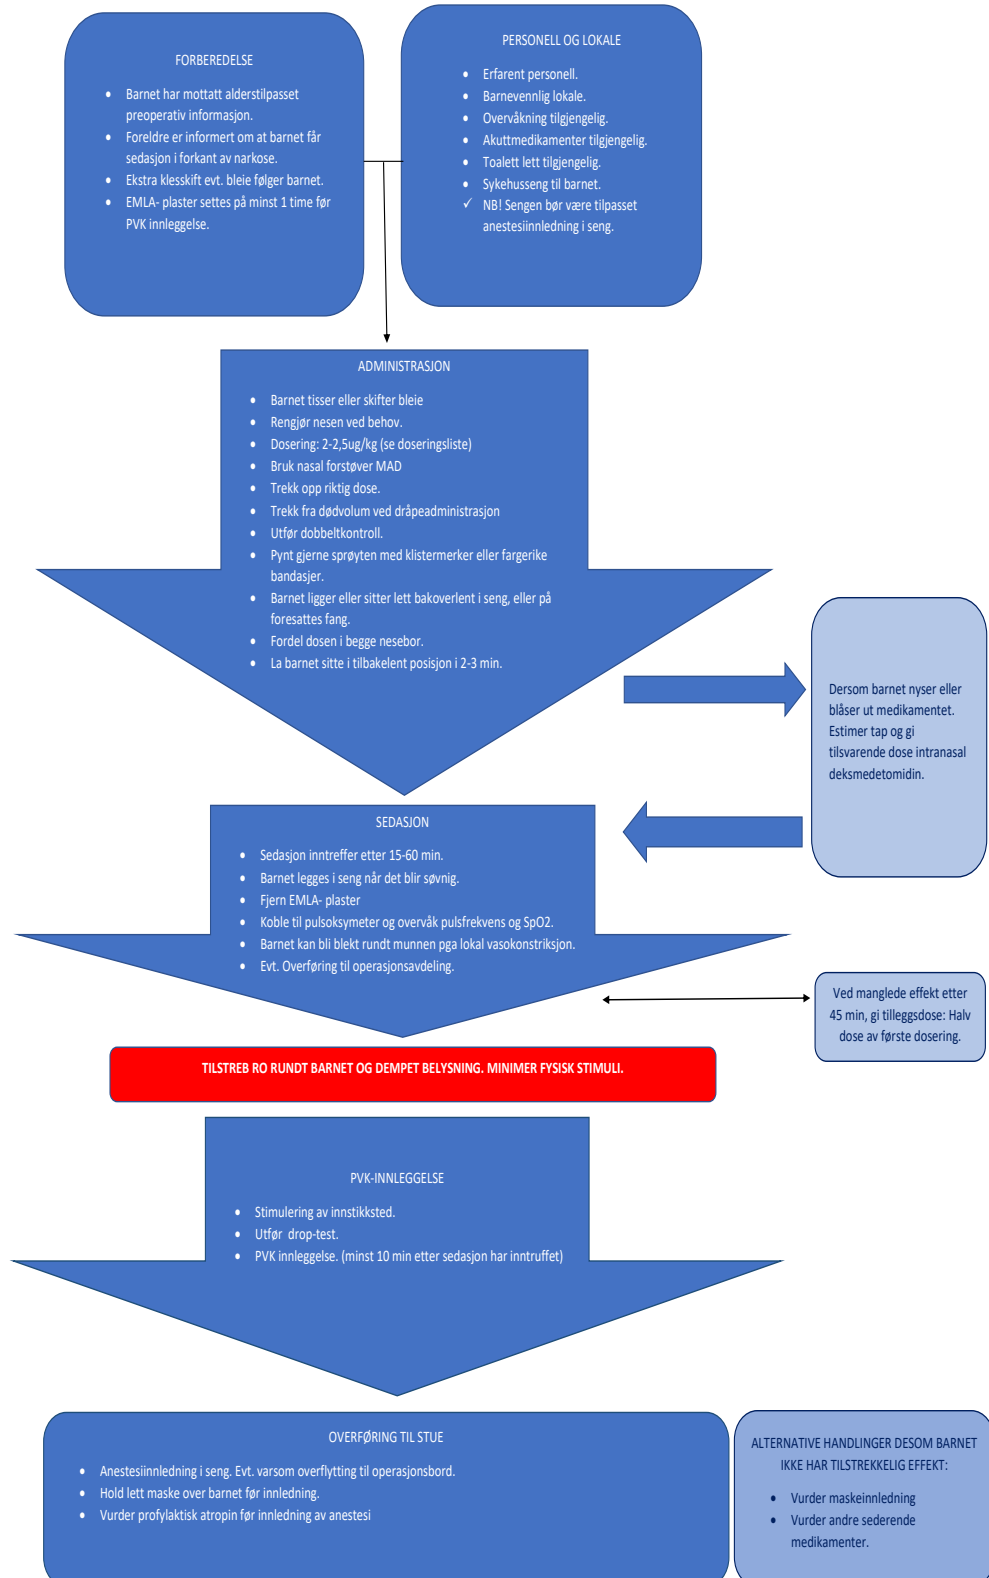 FORBEREDELSE
• Barnet har mottatt alderstilpasset
preoperativ informasjon.
• Foreldre er informert om at barnet får
sedasjon i forkant av narkose.
• Ekstra klesskift evt. bleie følger barnet.
• EMLA- plaster settes på minst 1 time før
PVK innleggelse.
PERSONELL OG LOKALE
• Erfarent personell.
• Barnevennlig lokale.
• Overvåkning tilgjengelig.
• Akuttmedikamenter tilgjengelig.
• Toalett lett tilgjengelig.
• Sykehusseng til barnet.
✓ NB! Sengen bør være tilpasset
anestesiinnledning i seng.
ADMINISTRASJON
• Barnet tisser eller skifter bleie
• Rengjør nesen ved behov.
• Dosering: 2-2,5ug/kg (se doseringsliste)
• Bruk nasal forstøver MAD
• Trekk opp riktig dose.
• Trekk fra dødvolum ved dråpeadministrasjon
• Utfør dobbeltkontroll.
• Pynt gjerne sprøyten med klistermerker eller fargerike
bandasjer.
• Barnet ligger eller sitter lett bakoverlent i seng, eller på
foresattes fang.
• Fordel dosen i begge nesebor.
• La barnet sitte i tilbakelent posisjon i 2-3 min.
Dersom barnet nyser eller
blåser ut medikamentet.
Estimer tap og gi
tilsvarende dose intranasal
deksmedetomidin.
SEDASJON
• Sedasjon inntreffer etter 15-60 min.
• Barnet legges i seng når det blir søvnig.
• Fjern EMLA- plaster
• Koble til pulsoksymeter og overvåk pulsfrekvens og SpO2.
• Barnet kan bli blekt rundt munnen pga lokal vasokonstriksjon.
• Evt. Overføring til operasjonsavdeling.
Ved manglede effekt etter
45 min, gi tilleggsdose: Halv
dose av første dosering.
TILSTREB RO RUNDT BARNET OG DEMPET BELYSNING. MINIMER FYSISK STIMULI.
PVK-INNLEGGELSE
• Stimulering av innstikksted.
• Utfør drop-test.
• PVK innleggelse. (minst 10 min etter sedasjon har inntruffet)
OVERFØRING TIL STUE
• Anestesiinnledning i seng. Evt. varsom overflytting til operasjonsbord.
• Hold lett maske over barnet før innledning.
• Vurder profylaktisk atropin før innledning av anestesi
ALTERNATIVE HANDLINGER DESOM BARNET
IKKE HAR TILSTREKKELIG EFFEKT:
• Vurder maskeinnledning
• Vurder andre sederende
medikamenter.